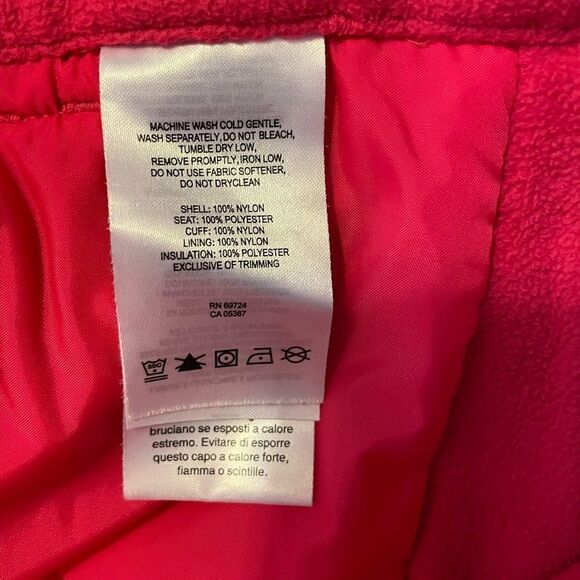 MACHINE WASH COLD GENTLE,
WASH SEPARATELY, DO NOT BLEACH,
TUMBLE DRY LOW,
REMOVE PROMPTLY, IRON LOW,
DO NOT USE FABRIC SOFTENER,
DO NOT DRYCLEAN
SHELL: 100% NYLON
SEAT: 100% POLYESTER
CUFF: 100% NYLON
LINING: 100% NYLON
INSULATION: 100% POLYESTER
EXCLUSIVE OF TRIMMING
RN 69724
CA 05367
30C
bruciano se esposti a calore
estremo. Evitare di esporre
questo capo a calore forte,
fiamma o scintille.